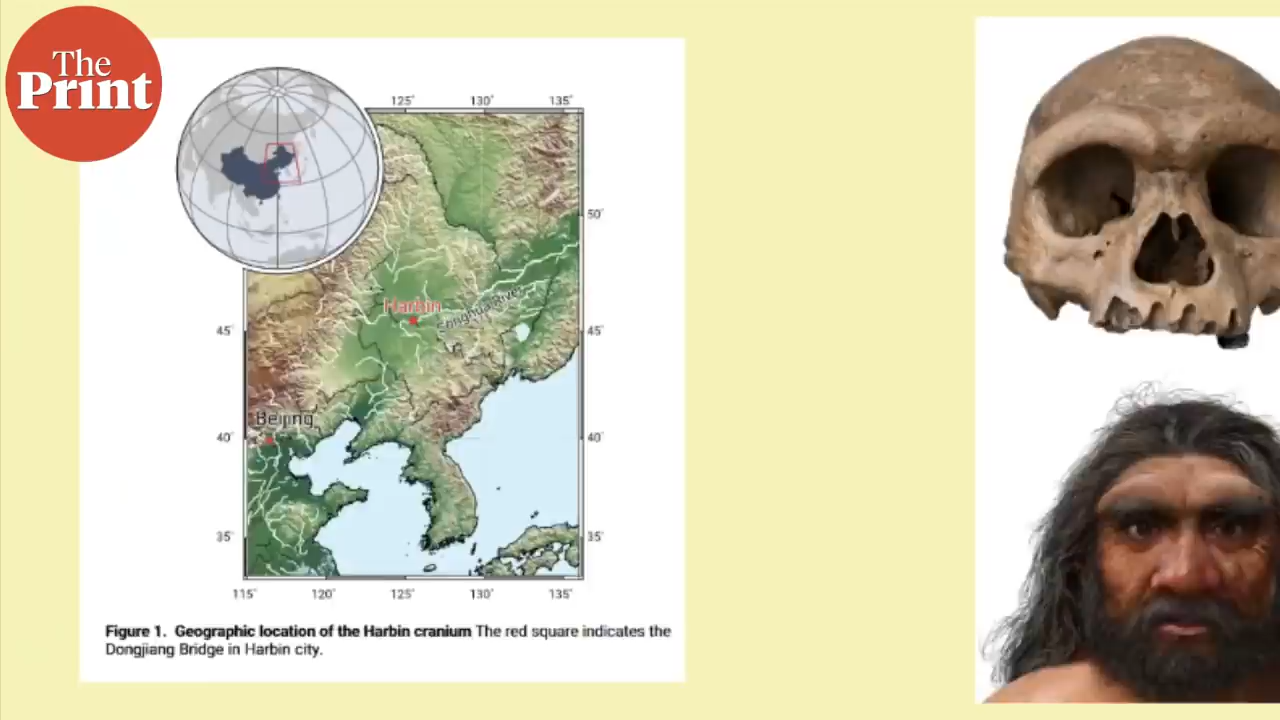 The
Print
125° 130° 135°
50°
Harbin
Songhua River
45° 45°
Beijing
40° 40°
35° 35°
115° 120° 125° 130° 135°
Figure 1. Geographic location of the Harbin cranium The red square indicates the
Dongjiang Bridge in Harbin city.